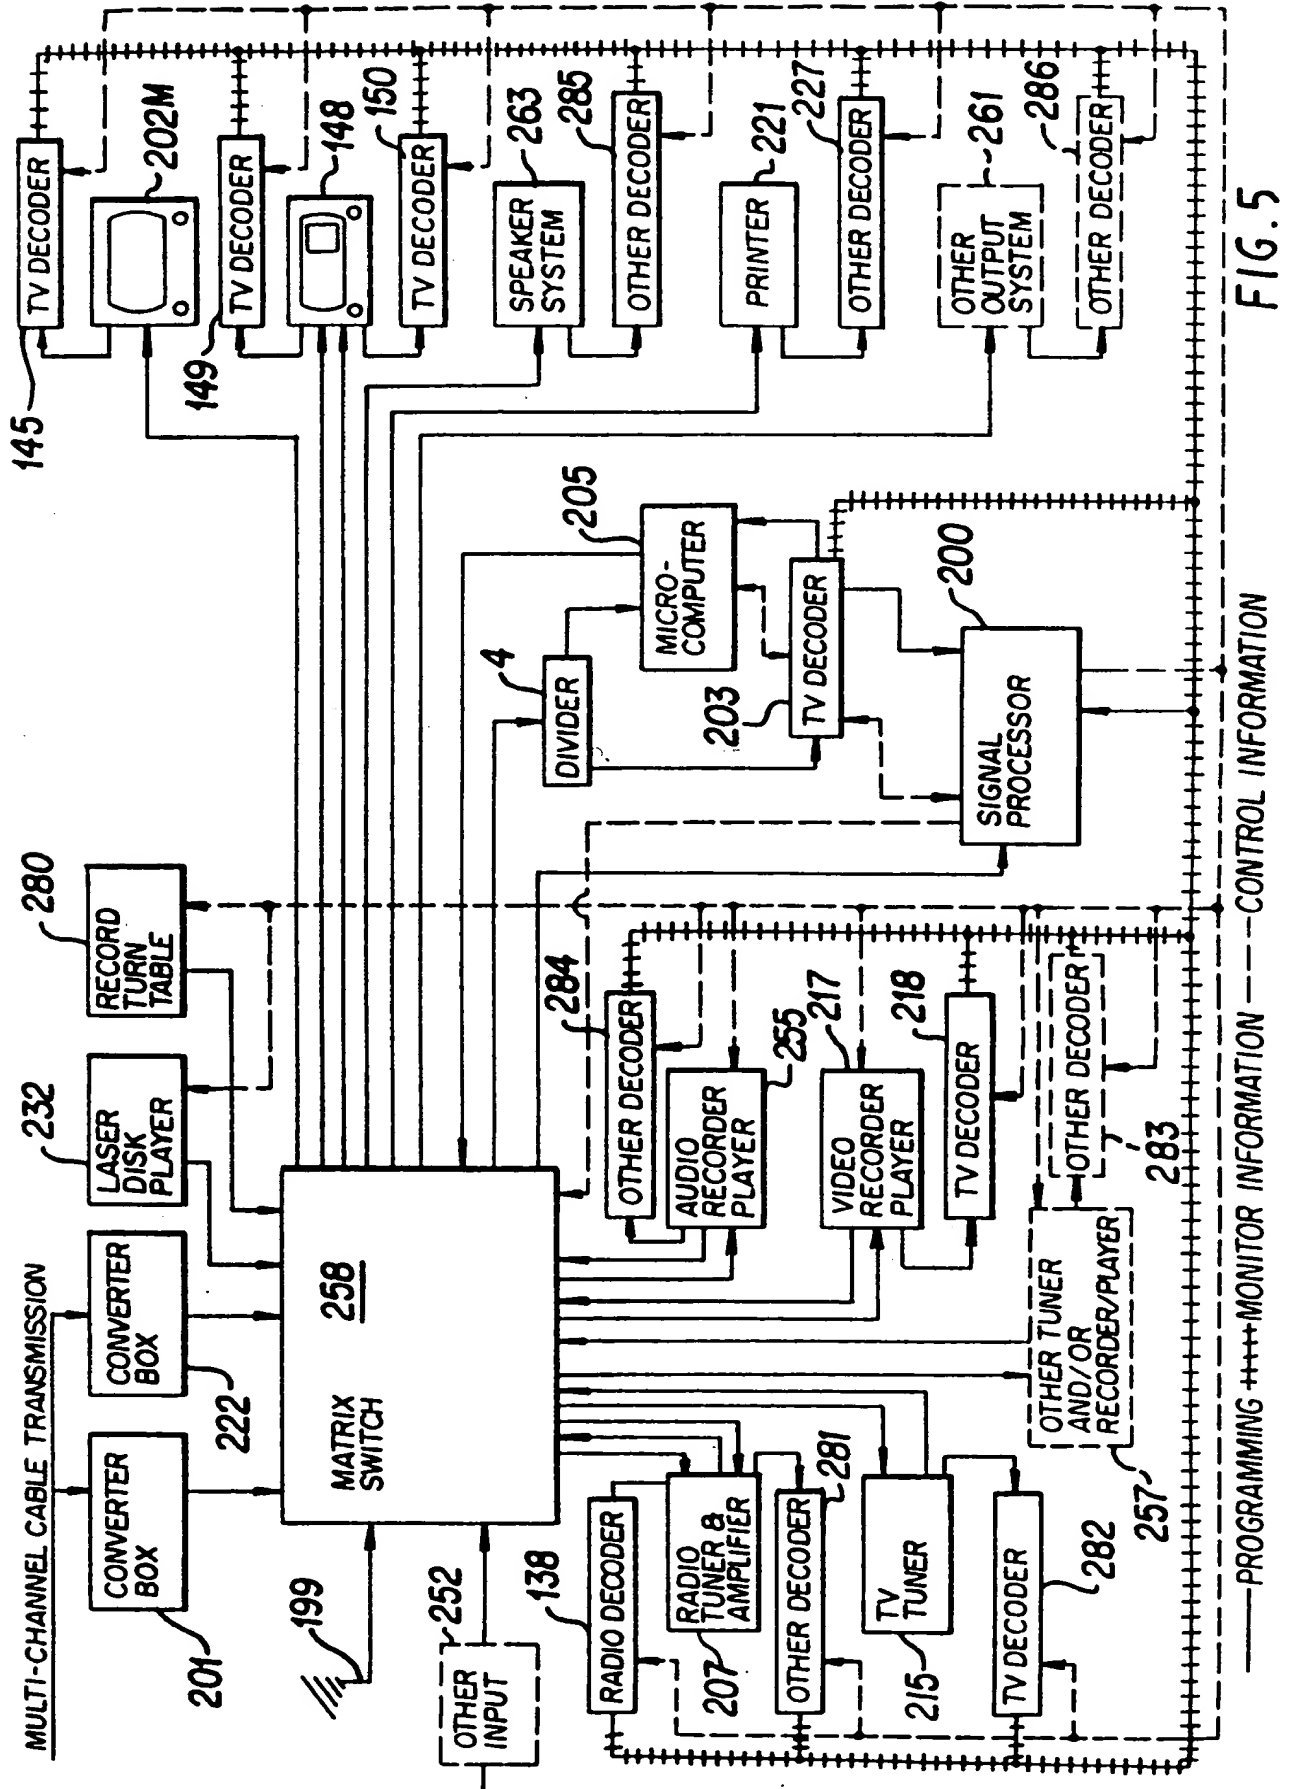 MULTI-CHANNEL CABLE TRANSMISSION
CONVERTER
BOX
201
CONVERTER
BOX
222
LASER
DISK
PLAYER
232
RECORD
TURN
TABLE
280
199
OTHER
INPUT
252
MATRIX
SWITCH
258
145
TV DECODER
202M
149
TV DECODER
148
TV DECODER
150
SPEAKER
SYSTEM
263
OTHER DECODER
285
PRINTER
221
OTHER DECODER
227
OTHER
OUTPUT
SYSTEM
261
OTHER DECODER
286
DIVIDER
4
MICRO-
COMPUTER
205
TV DECODER
203
SIGNAL
PROCESSOR
200
RADIO DECODER
138
RADIO
TUNER &
AMPLIFIER
207
OTHER DECODER
281
TV
TUNER
215
TV DECODER
282
OTHER DECODER
284
AUDIO
RECORDER
PLAYER
255
VIDEO
RECORDER
PLAYER
217
TV DECODER
218
OTHER TUNER
AND/OR
RECORDER/PLAYER
257
OTHER DECODER
283
PROGRAMMING MONITOR INFORMATION CONTROL INFORMATION
FIG. 5